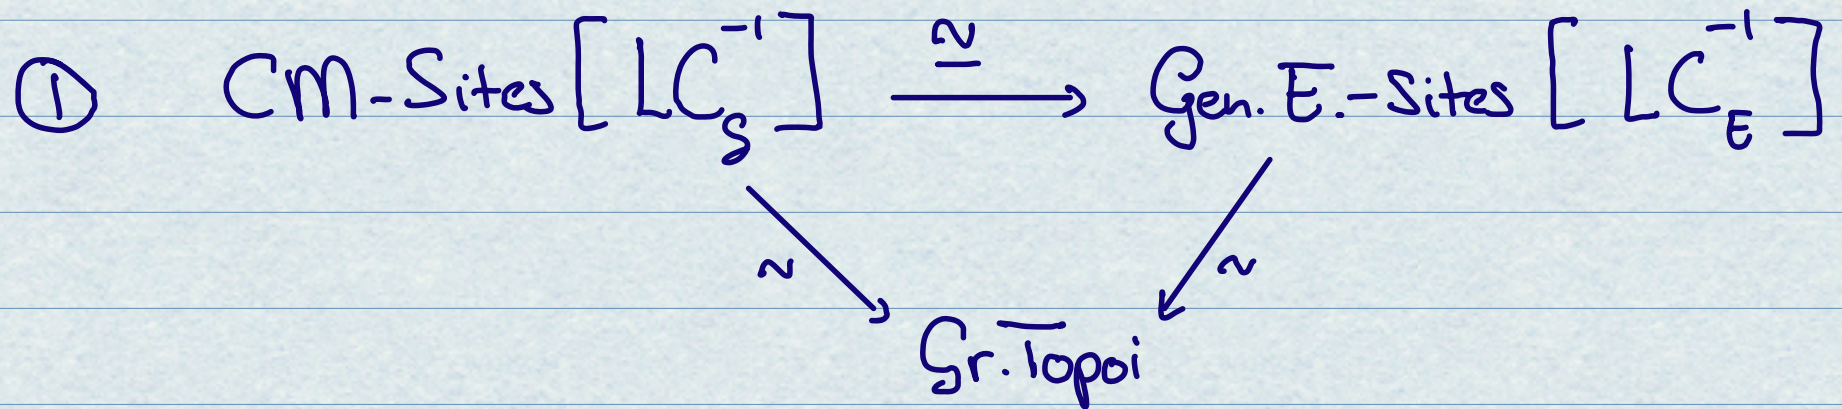 ① CM-Sites [LC_S^{-1}] ≃ → Gen. E.-Sites [LC_E^{-1}]
~ ~
Gr. Topoi